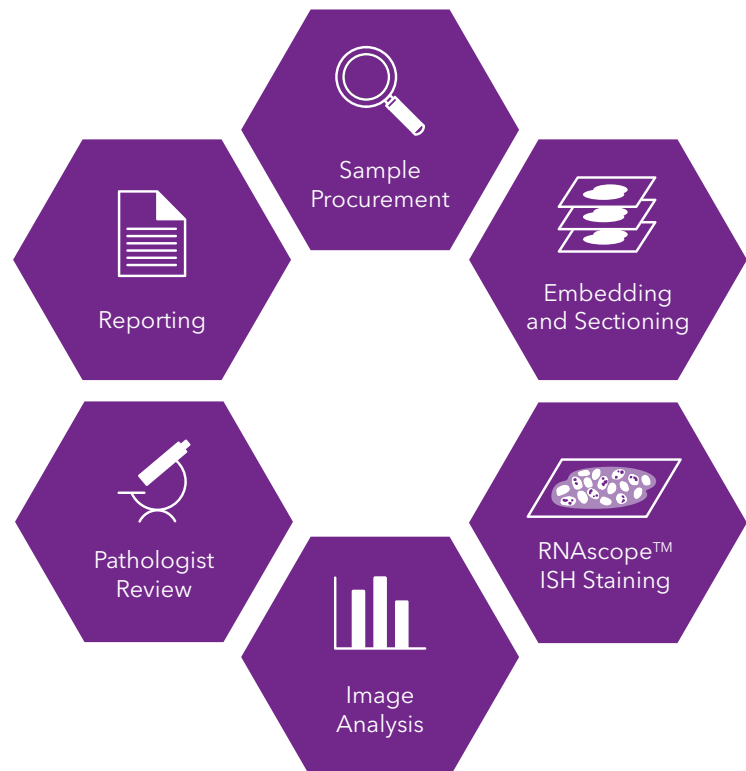 Sample
Procurement
Embedding
and Sectioning
RNAscope™
ISH Staining
Image
Analysis
Pathologist
Review
Reporting